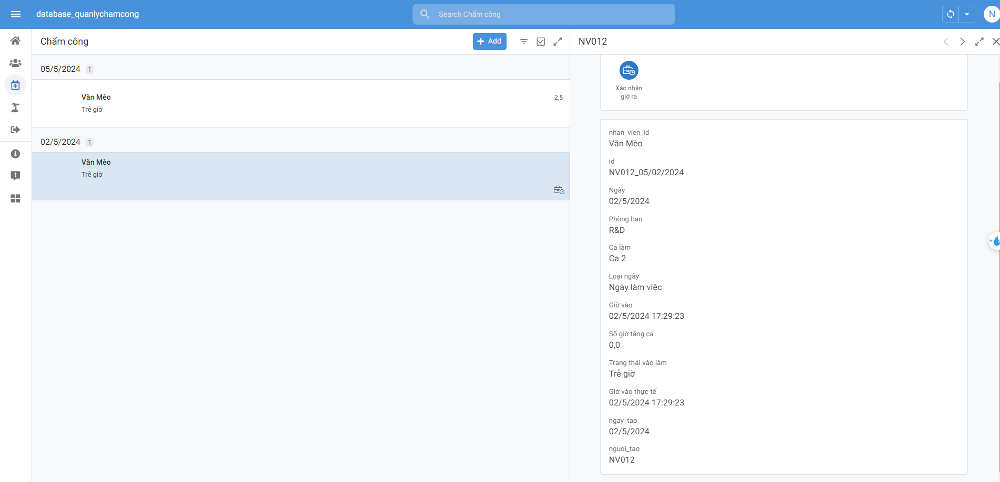 database_quanlychamcong
Search Chấm công
N
Chấm công
Add
05/5/2024 1
Văn Mèo
2,5
Trễ giờ
02/5/2024 1
Văn Mèo
Trễ giờ
NV012
Xác nhận
giờ ra
nhan_vien_id
Văn Mèo
id
NV012_05/02/2024
Ngày
02/5/2024
Phòng ban
R&D
Ca làm
Ca 2
Loại ngày
Ngày làm việc
Giờ vào
02/5/2024 17:29:23
Số giờ tăng ca
0,0
Trạng thái vào làm
Trễ giờ
Giờ vào thực tế
02/5/2024 17:29:23
ngay_tao
02/5/2024
nguoi_tao
NV012